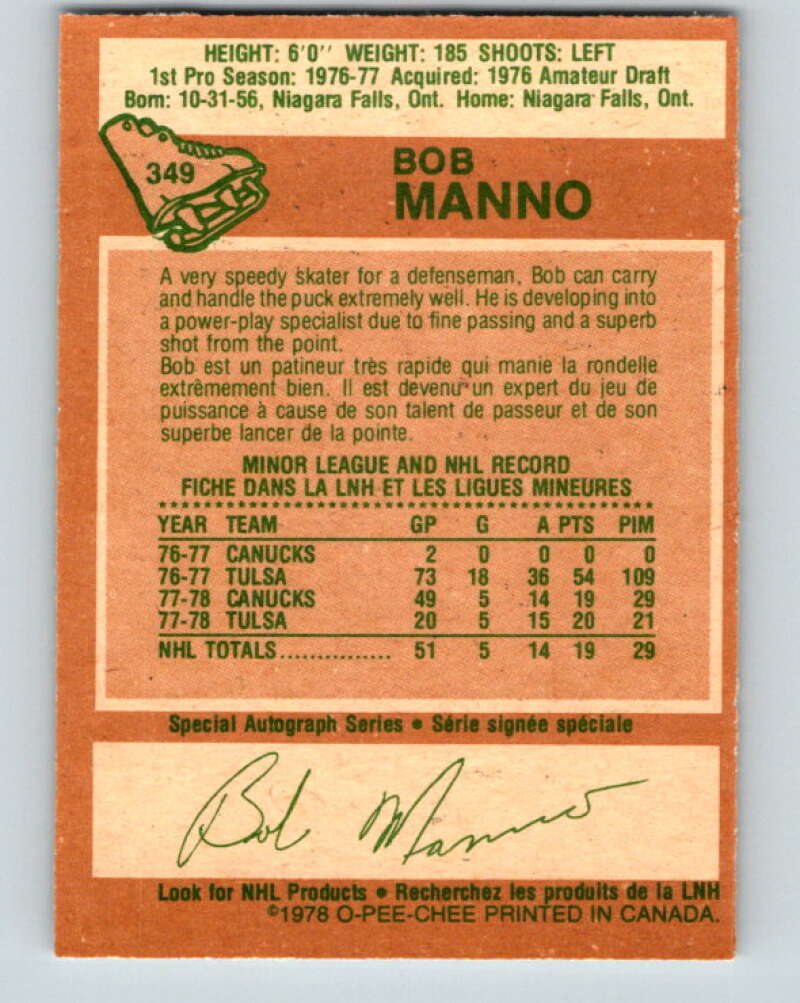 HEIGHT: 6'0'' WEIGHT: 185 SHOOTS: LEFT
1st Pro Season: 1976-77 Acquired: 1976 Amateur Draft
Born: 10-31-56, Niagara Falls, Ont. Home: Niagara Falls, Ont.
349
BOB
MANNO
A very speedy skater for a defenseman, Bob can carry
and handle the puck extremely well. He is developing into
a power-play specialist due to fine passing and a superb
shot from the point.
Bob est un patineur très rapide qui manie la rondelle
extrêmement bien. Il est devenu un expert du jeu de
puissance à cause de son talent de passeur et de son
superbe lancer de la pointe.
MINOR LEAGUE AND NHL RECORD
FICHE DANS LA LNH ET LES LIGUES MINEURES
YEAR TEAM GP G A PTS PIM
76-77 CANUCKS 2 0 0 0 0
76-77 TULSA 73 18 36 54 109
77-78 CANUCKS 49 5 14 19 29
77-78 TULSA 20 5 15 20 21
NHL TOTALS............... 51 5 14 19 29
Special Autograph Series • Série signée spéciale
Bob Manno
Look for NHL Products • Recherchez les produits de la LNH
©1978 O-PEE-CHEE PRINTED IN CANADA.